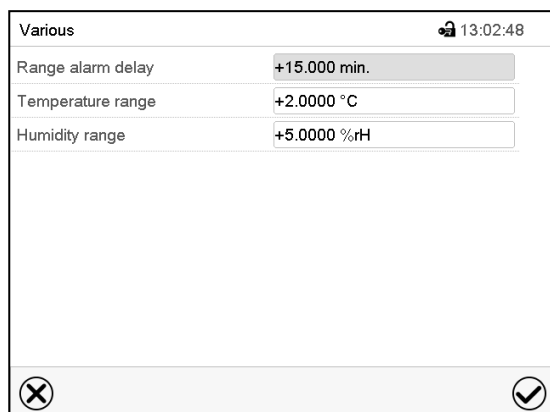 Various 13:02:48
Range alarm delay +15.000 min.
Temperature range +2.0000 °C
Humidity range +5.0000 %rH